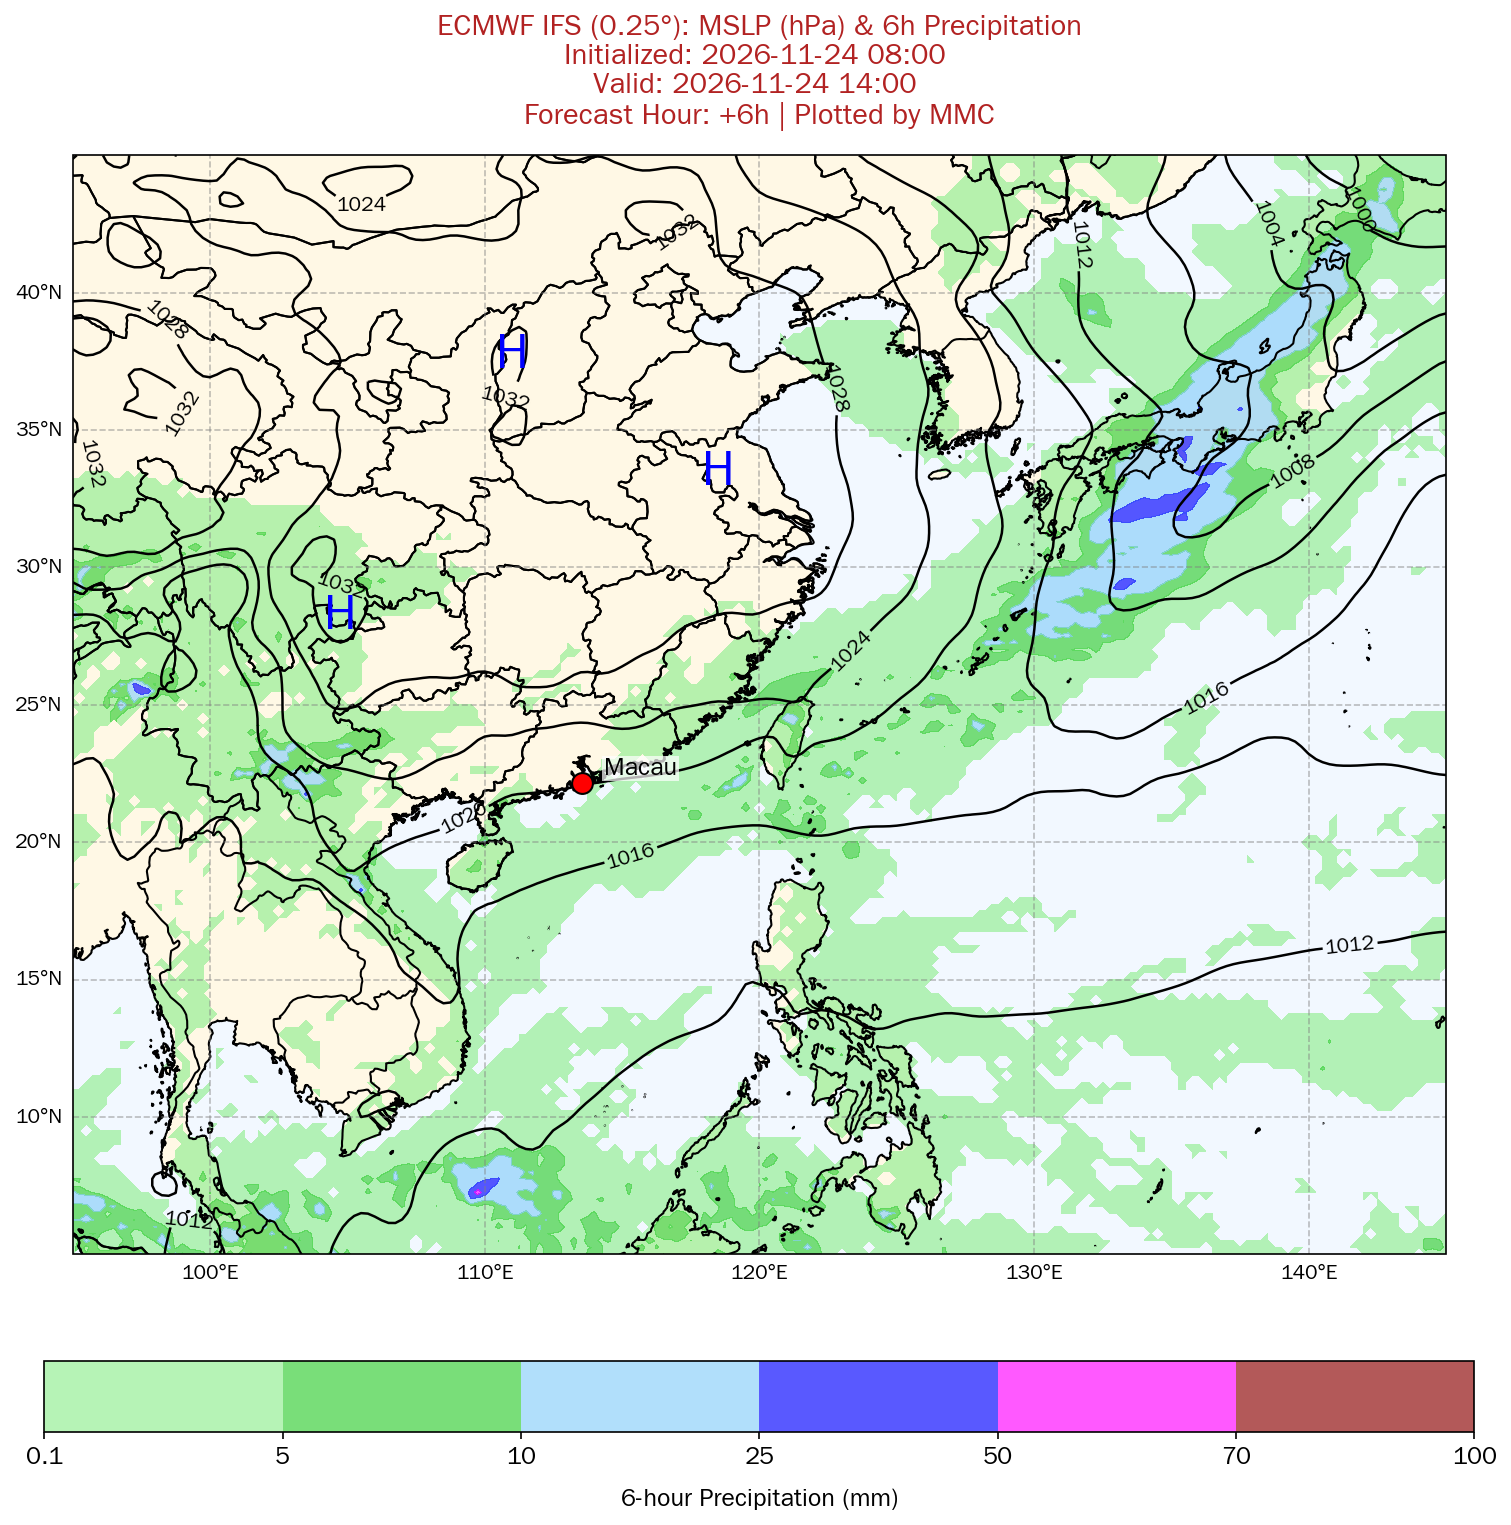 ECMWF IFS (0.25°): MSLP (hPa) & 6h Precipitation
Initialized: 2026-11-24 08:00
Valid: 2026-11-24 14:00
Forecast Hour: +6h | Plotted by MMC
1024
1032
1000
1004
1012
40°N
1028
H
1032
1032
1028
35°N
1032
H
1008
30°N
1032
H
1024
1016
25°N
Macau
1020
20°N
1016
1012
15°N
10°N
1012
100°E
110°E
120°E
130°E
140°E
0.1
5
10
25
50
70
100
6-hour Precipitation (mm)